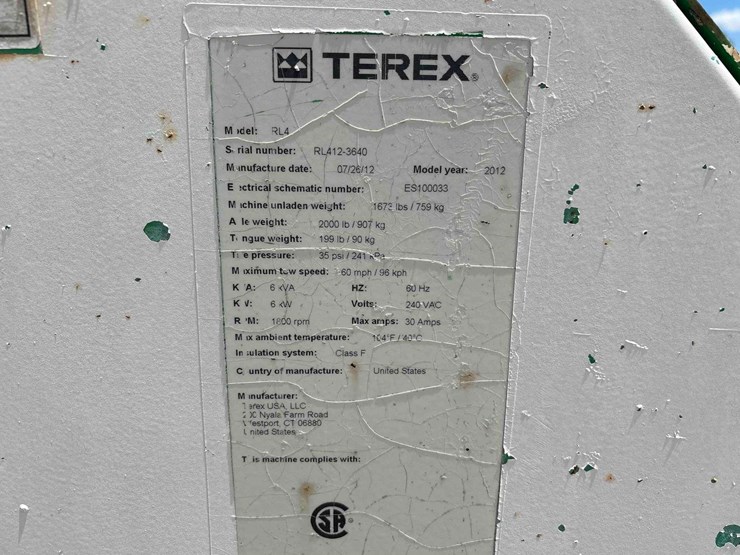 TEREX
Model: RL4
Serial number: RL412-3640
Manufacture date: 07/26/12 Model year: 2012
Electrical schematic number: ES100033
Machine unladen weight: 1673 lbs / 759 kg
Axle weight: 2000 lb / 907 kg
Tongue weight: 199 lb / 90 kg
Tire pressure: 35 psi / 241 kPa
Maximum tow speed: 60 mph / 96 kph
KVA: 6 kVA HZ: 60 Hz
KW: 6 kW Volts: 240 VAC
RPM: 1800 rpm Max amps: 30 Amps
Max ambient temperature: 104°F / 40°C
Insulation system: Class F
Country of manufacture: United States
Manufacturer:
Terex USA, LLC
Nyala Farm Road
Westport, CT 06880
United States
This machine complies with: